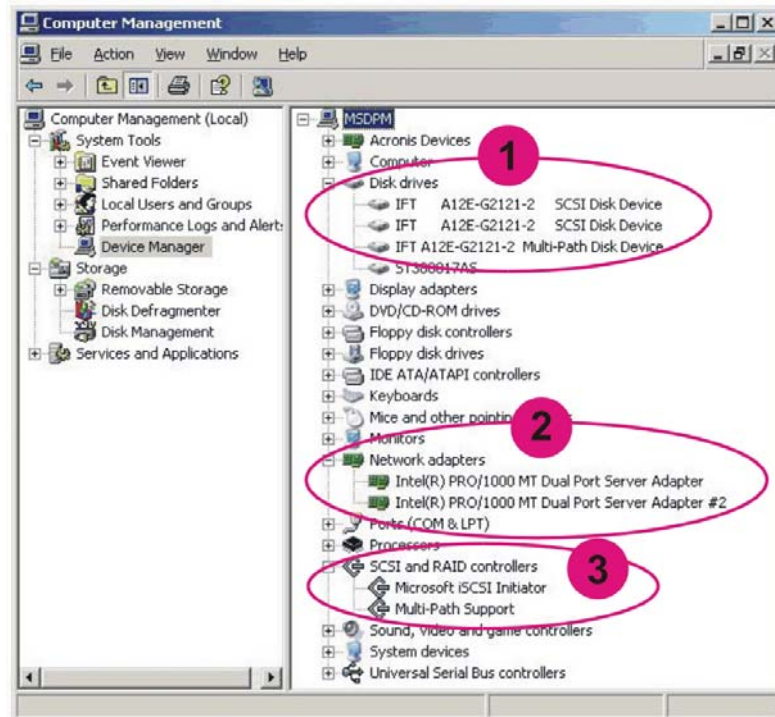 Computer Management
File Action View Window Help
Computer Management (Local)
System Tools
Event Viewer
Shared Folders
Local Users and Groups
Performance Logs and Alerts
Device Manager
Storage
Removable Storage
Disk Defragmenter
Disk Management
Services and Applications
MSDPM
Acronis Devices
1
Computer
Disk drives
IFT A12E-G2121-2 SCSI Disk Device
IFT A12E-G2121-2 SCSI Disk Device
IFT A12E-G2121-2 Multi-Path Disk Device
ST380817AS
Display adapters
DVD/CD-ROM drives
Floppy disk controllers
Floppy disk drives
IDE ATA/ATAPI controllers
Keyboards
Mice and other pointing
2
Monitors
Network adapters
Intel(R) PRO/1000 MT Dual Port Server Adapter
Intel(R) PRO/1000 MT Dual Port Server Adapter #2
Ports (COM & LPT)
Processors
SCSI and RAID controllers
3
Microsoft iSCSI Initiator
Multi-Path Support
Sound, video and game controllers
System devices
Universal Serial Bus controllers